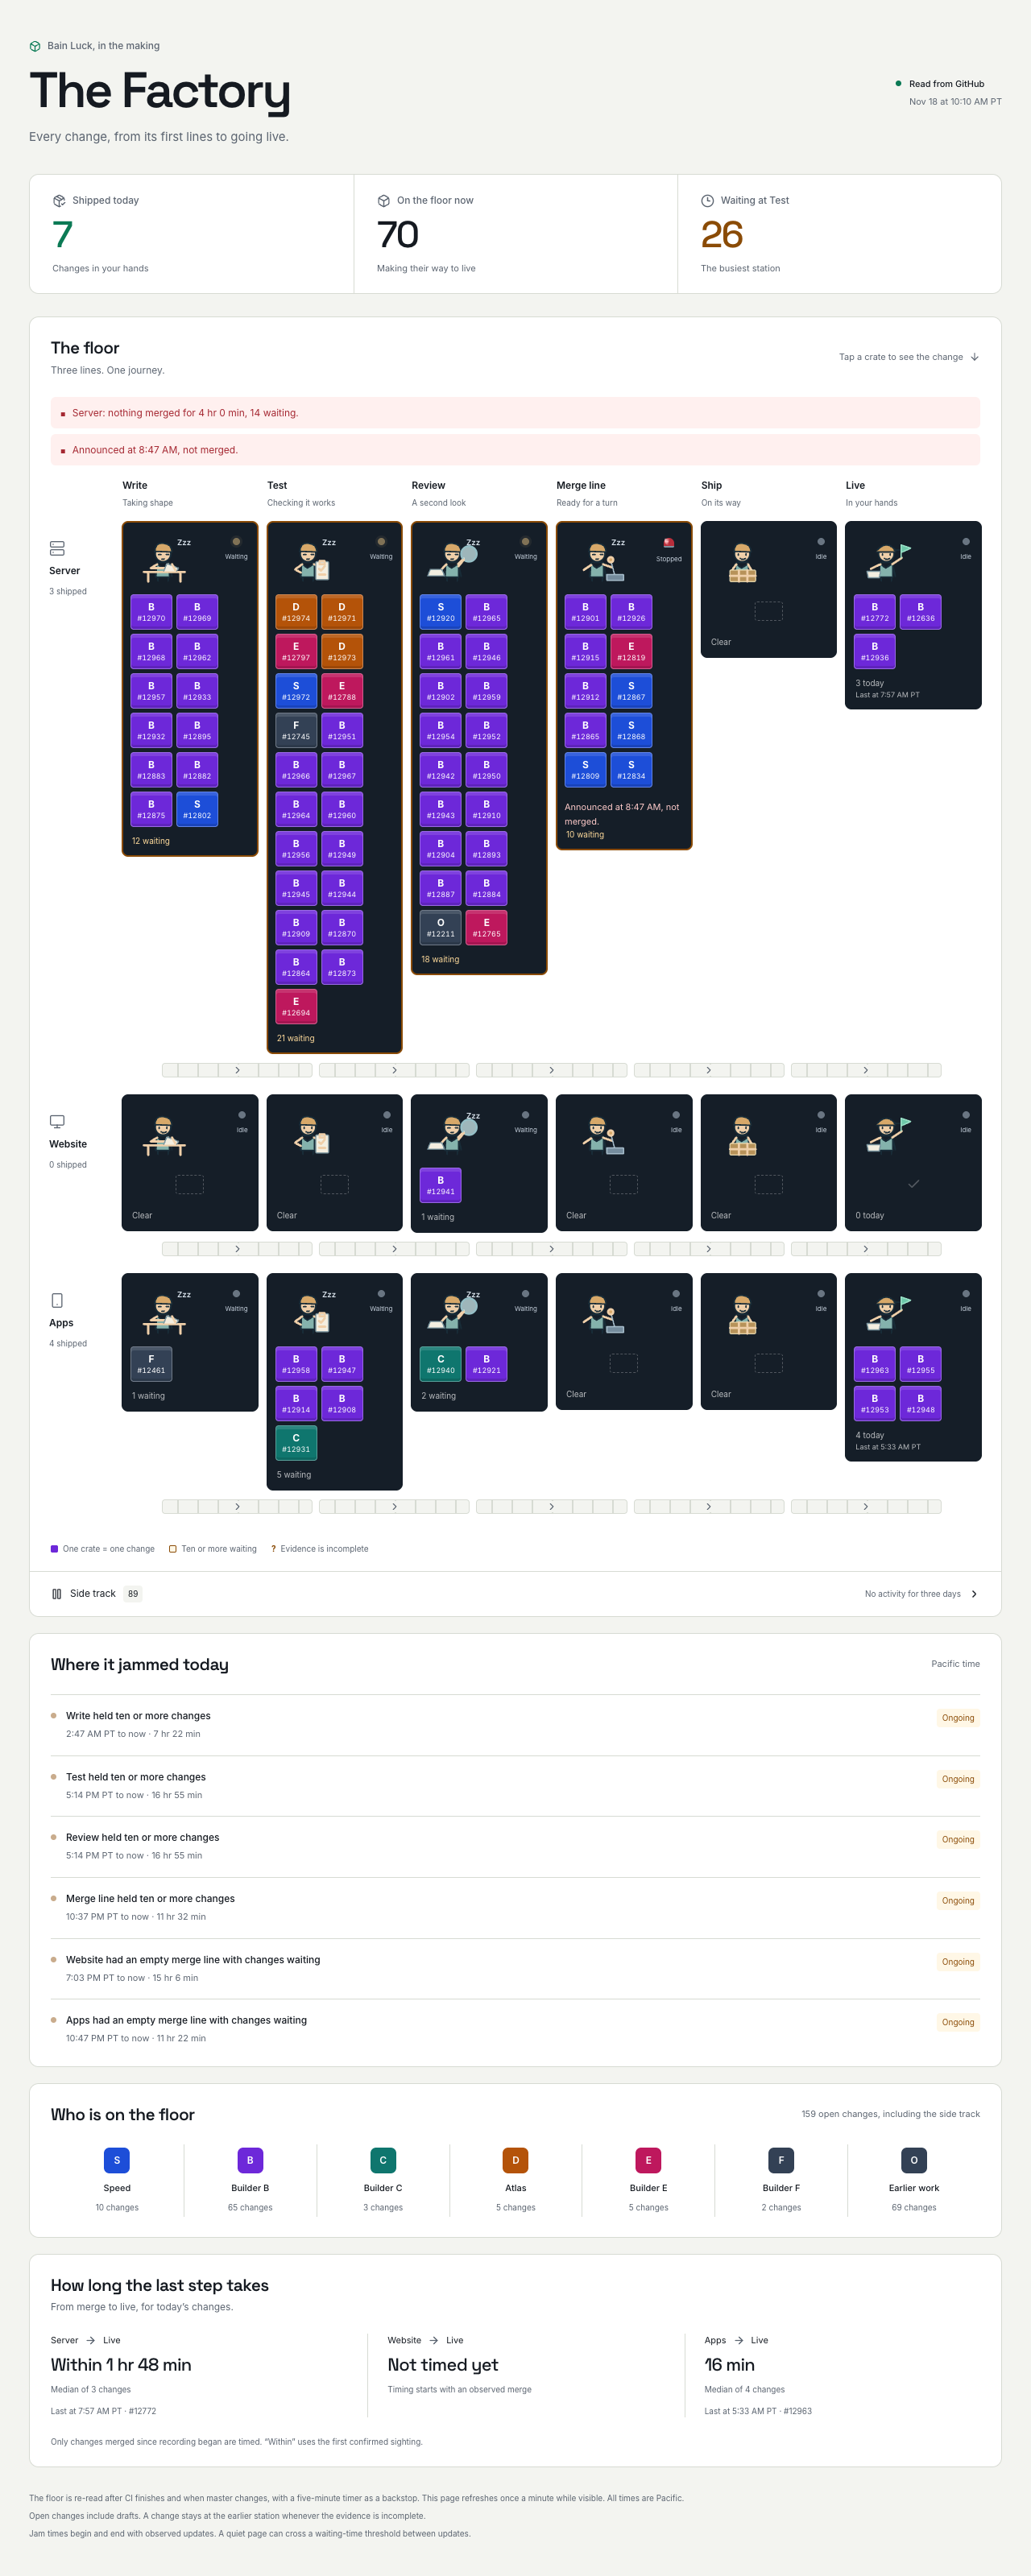 Bain Luck, in the making
The Factory
Every change, from its first lines to going live.
Read from GitHub
Nov 18 at 10:10 AM PT
Shipped today
7
Changes in your hands
On the floor now
70
Making their way to live
Waiting at Test
26
The busiest station
The floor
Three lines. One journey.
Tap a crate to see the change
Server: nothing merged for 4 hr 0 min, 14 waiting.
Announced at 8:47 AM, not merged.
Write
Taking shape
Test
Checking it works
Review
A second look
Merge line
Ready for a turn
Ship
On its way
Live
In your hands
Server
3 shipped
Zzz
Waiting
B B
#12970 #12969
B B
#12968 #12962
B B
#12957 #12933
B B
#12932 #12895
B B
#12883 #12882
B S
#12875 #12802
12 waiting
Zzz
Waiting
D D
#12974 #12971
E D
#12797 #12973
S E
#12972 #12788
F B
#12745 #12951
B B
#12966 #12967
B B
#12964 #12960
B B
#12956 #12949
B B
#12945 #12944
B B
#12909 #12870
B B
#12864 #12873
E
#12694
21 waiting
Zzz
Waiting
S B
#12920 #12965
B B
#12961 #12946
B B
#12902 #12959
B B
#12954 #12952
B B
#12942 #12950
B B
#12943 #12910
B B
#12904 #12893
B B
#12887 #12884
O E
#12211 #12765
18 waiting
Zzz
Stopped
B B
#12901 #12926
B E
#12915 #12819
B S
#12912 #12867
B S
#12865 #12868
S S
#12809 #12834
Announced at 8:47 AM, not
merged.
10 waiting
Idle
Clear
Idle
B B
#12772 #12636
B
#12936
3 today
Last at 7:57 AM PT
Website
0 shipped
Idle
Clear
Idle
Clear
Zzz
Waiting
B
#12941
1 waiting
Idle
Clear
Idle
Clear
Idle
0 today
Apps
4 shipped
Zzz
Waiting
F
#12461
1 waiting
Zzz
Waiting
B B
#12958 #12947
B B
#12914 #12908
C
#12931
5 waiting
Zzz
Waiting
C B
#12940 #12921
2 waiting
Idle
Clear
Idle
Clear
Idle
B B
#12963 #12955
B B
#12953 #12948
4 today
Last at 5:33 AM PT
One crate = one change
Ten or more waiting
? Evidence is incomplete
Side track 89
No activity for three days
Where it jammed today
Pacific time
Write held ten or more changes
2:47 AM PT to now · 7 hr 22 min
Ongoing
Test held ten or more changes
5:14 PM PT to now · 16 hr 55 min
Ongoing
Review held ten or more changes
5:14 PM PT to now · 16 hr 55 min
Ongoing
Merge line held ten or more changes
10:37 PM PT to now · 11 hr 32 min
Ongoing
Website had an empty merge line with changes waiting
7:03 PM PT to now · 15 hr 6 min
Ongoing
Apps had an empty merge line with changes waiting
10:47 PM PT to now · 11 hr 22 min
Ongoing
Who is on the floor
159 open changes, including the side track
S
Speed
10 changes
B
Builder B
65 changes
C
Builder C
3 changes
D
Atlas
5 changes
E
Builder E
5 changes
F
Builder F
2 changes
O
Earlier work
69 changes
How long the last step takes
From merge to live, for today's changes.
Server → Live
Within 1 hr 48 min
Median of 3 changes
Last at 7:57 AM PT · #12772
Website → Live
Not timed yet
Timing starts with an observed merge
Apps → Live
16 min
Median of 4 changes
Last at 5:33 AM PT · #12963
Only changes merged since recording began are timed. "Within" uses the first confirmed sighting.
The floor is re-read after CI finishes and when master changes, with a five-minute timer as a backstop. This page refreshes once a minute while visible. All times are Pacific.
Open changes include drafts. A change stays at the earlier station whenever the evidence is incomplete.
Jam times begin and end with observed updates. A quiet page can cross a waiting-time threshold between updates.